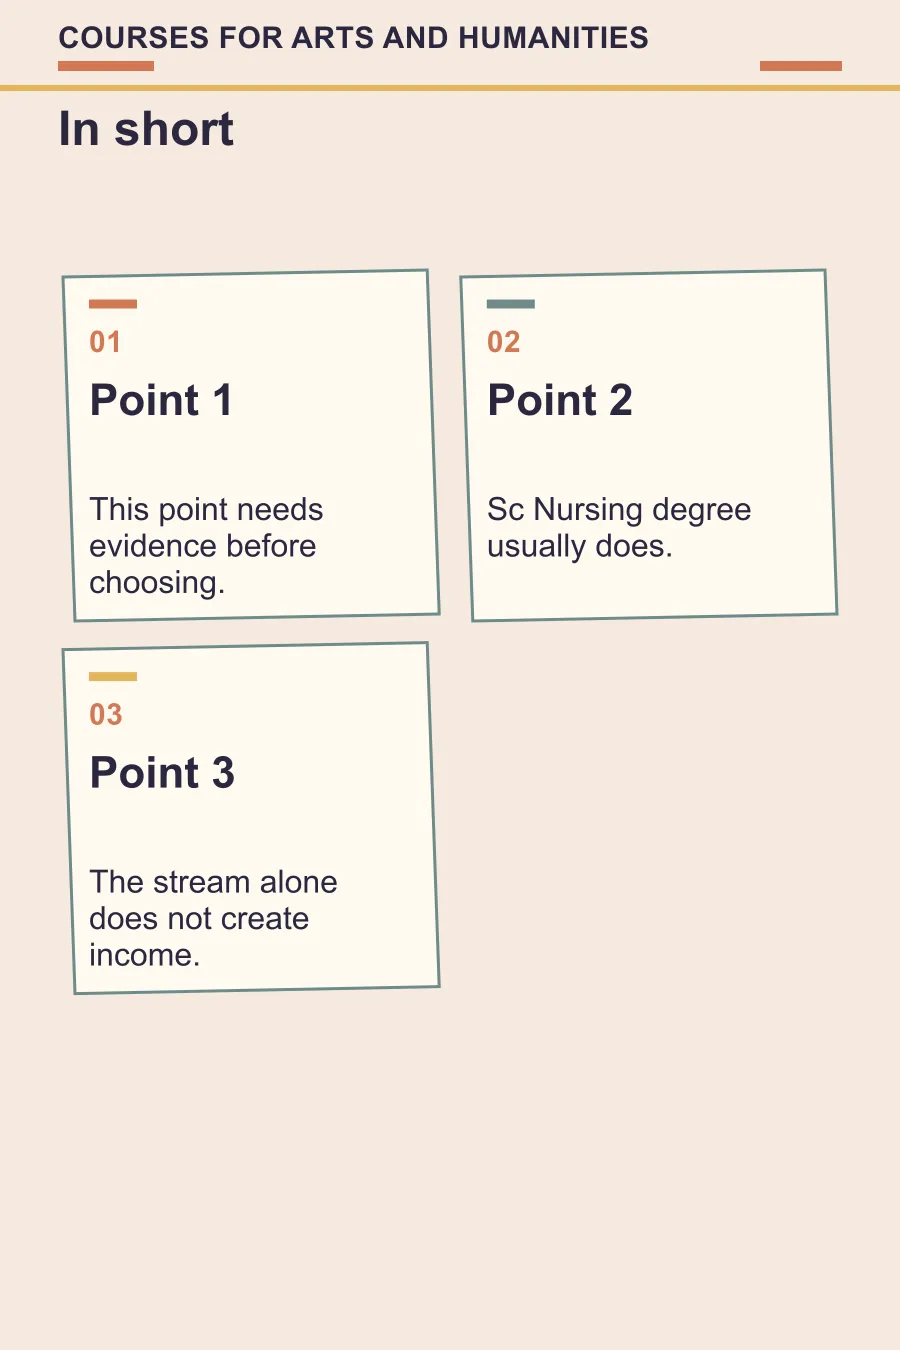 COURSES FOR ARTS AND HUMANITIES
In short
01
Point 1
This point needs
evidence before
choosing.
02
Point 2
Sc Nursing degree
usually does.
03
Point 3
The stream alone
does not create
income.